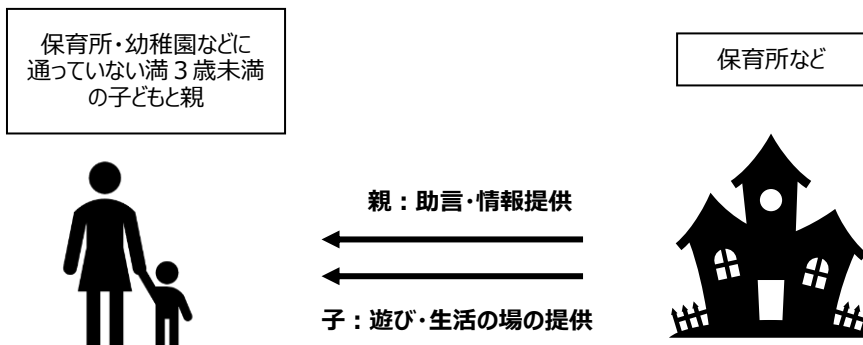 保育所・幼稚園などに
通っていない満３歳未満
の子どもと親
保育所など
親：助言・情報提供
子：遊び・生活の場の提供